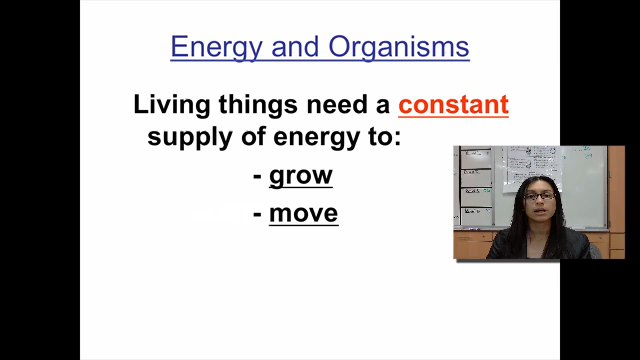 Energy and Organisms
Living things need a constant
supply of energy to:
- grow
- move